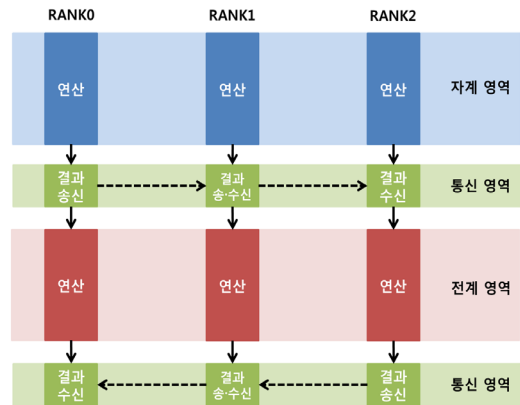 RANK0 RANK1 RANK2
연산 연산 연산 자계 영역
결과 결과 결과
송신 송·수신 수신 통신 영역
연산 연산 연산 전계 영역
결과 결과 결과
수신 송·수신 송신 통신 영역